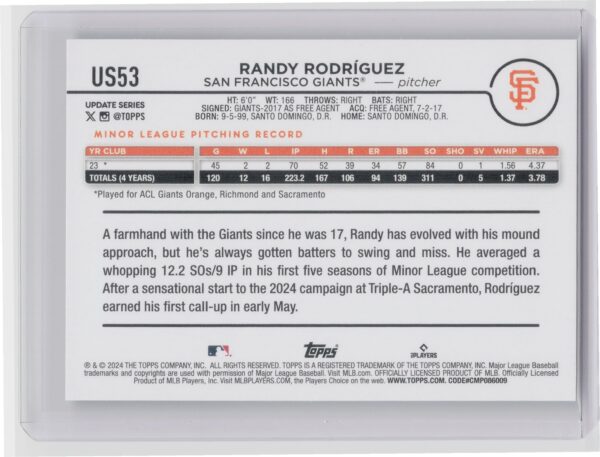 US53
RANDY RODRÍGUEZ
SAN FRANCISCO GIANTS® — pitcher
SF
UPDATE SERIES
X @TOPPS
HT: 6'0" WT: 166 THROWS: RIGHT BATS: RIGHT
SIGNED: GIANTS-2017 AS FREE AGENT ACQ: FREE AGENT, 7-2-17
BORN: 9-5-99, SANTO DOMINGO, D.R. HOME: SANTO DOMINGO, D.R.
MINOR LEAGUE PITCHING RECORD
YR CLUB G W L IP H R ER BB SO SHO SV WHIP ERA
23 * 45 2 2 70 52 39 34 57 84 0 1 1.56 4.37
TOTALS (4 YEARS) 120 12 16 223.2 167 106 94 139 311 0 5 1.37 3.78
*Played for ACL Giants Orange, Richmond and Sacramento
A farmhand with the Giants since he was 17, Randy has evolved with his mound
approach, but he's always gotten batters to swing and miss. He averaged a
whopping 12.2 SOs/9 IP in his first five seasons of Minor League competition.
After a sensational start to the 2024 campaign at Triple-A Sacramento, Rodríguez
earned his first call-up in early May.
Topps
PLAYERS
® & © 2024 THE TOPPS COMPANY, INC. ALL RIGHTS RESERVED. TOPPS IS A REGISTERED TRADEMARK OF THE TOPPS COMPANY, INC. Major League Baseball
trademarks and copyrights are used with permission of Major League Baseball. Visit MLB.com. OFFICIALLY LICENSED PRODUCT OF MLB. Officially Licensed
Product of MLB Players, Inc. Visit MLBPLAYERS.COM, the Players Choice on the web. WWW.TOPPS.COM. CODE#CMP086009